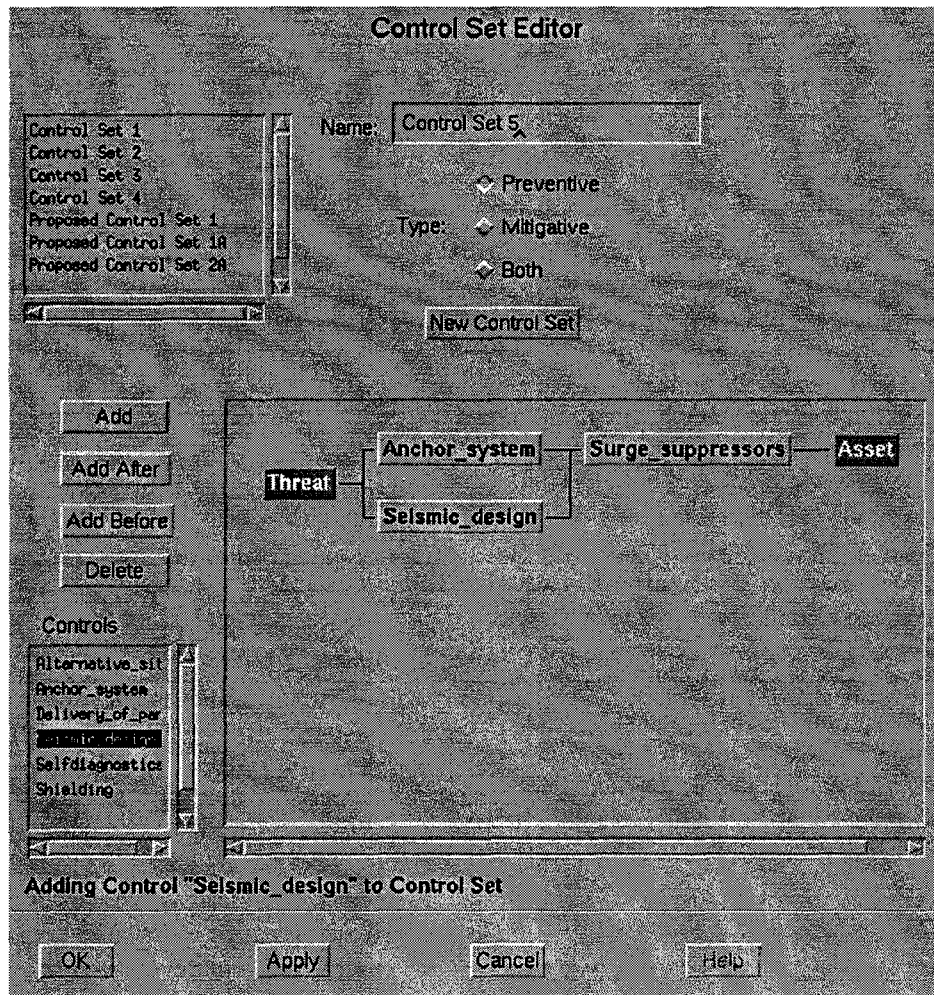 Control Set Editor
Control Set 1
Control Set 2
Control Set 3
Control Set 4
Proposed Control Set 1
Proposed Control Set 1A
Proposed Control Set 2A
Name: Control Set 5
Type:
Preventive
Mitigative
Both
New Control Set
Add
Add After
Add Before
Delete
Threat
Anchor_system
Seismic_design
Surge_suppressors
Asset
Controls
Alternative_sit
Anchor_system
Delivery_of_par
Seismic_design
Selfdiagnostics
Shielding
Adding Control "Seismic_design" to Control Set
OK
Apply
Cancel
Help